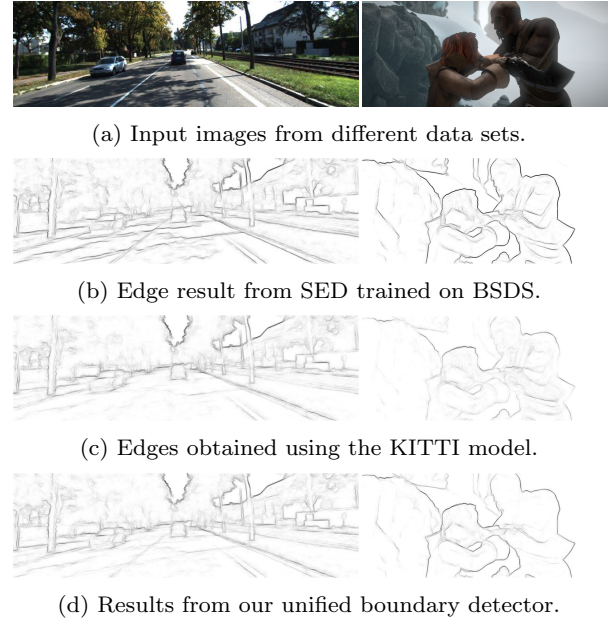 (a) Input images from different data sets.
(b) Edge result from SED trained on BSDS.
(c) Edges obtained using the KITTI model.
(d) Results from our unified boundary detector.